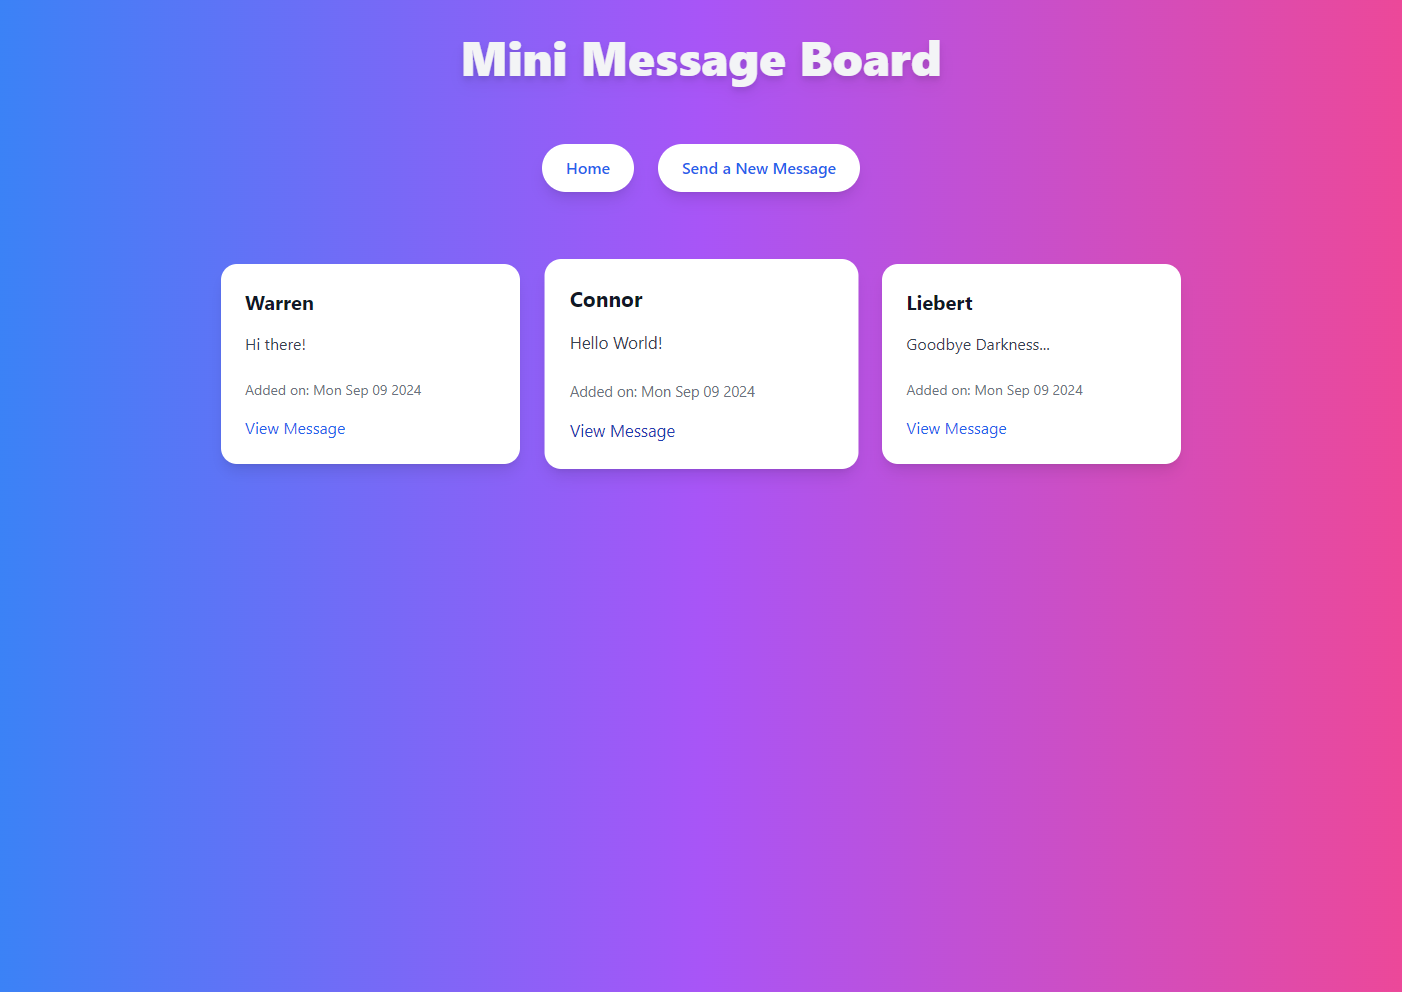 Mini Message Board
Home
Send a New Message
Warren
Hi there!
Added on: Mon Sep 09 2024
View Message
Connor
Hello World!
Added on: Mon Sep 09 2024
View Message
Liebert
Goodbye Darkness...
Added on: Mon Sep 09 2024
View Message